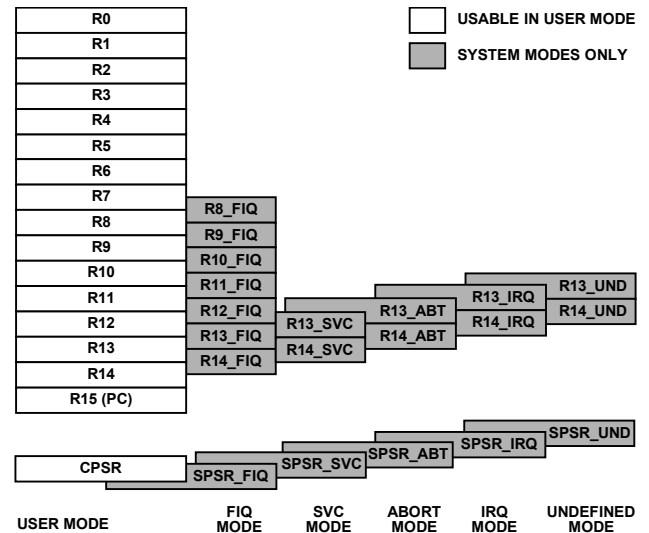 R0
R1
R2
R3
R4
R5
R6
R7
R8
R9
R10
R11
R12
R13
R14
R15 (PC)
USABLE IN USER MODE
SYSTEM MODES ONLY
R8_FIQ
R9_FIQ
R10_FIQ
R11_FIQ
R12_FIQ
R13_FIQ
R14_FIQ
R13_SVC
R14_SVC
R13_ABT
R14_ABT
R13_IRQ
R14_IRQ
R13_UND
R14_UND
CPSR
SPSR_FIQ
SPSR_SVC
SPSR_ABT
SPSR_IRQ
SPSR_UND
USER MODE
FIQ
MODE
SVC
MODE
ABORT
MODE
IRQ
MODE
UNDEFINED
MODE